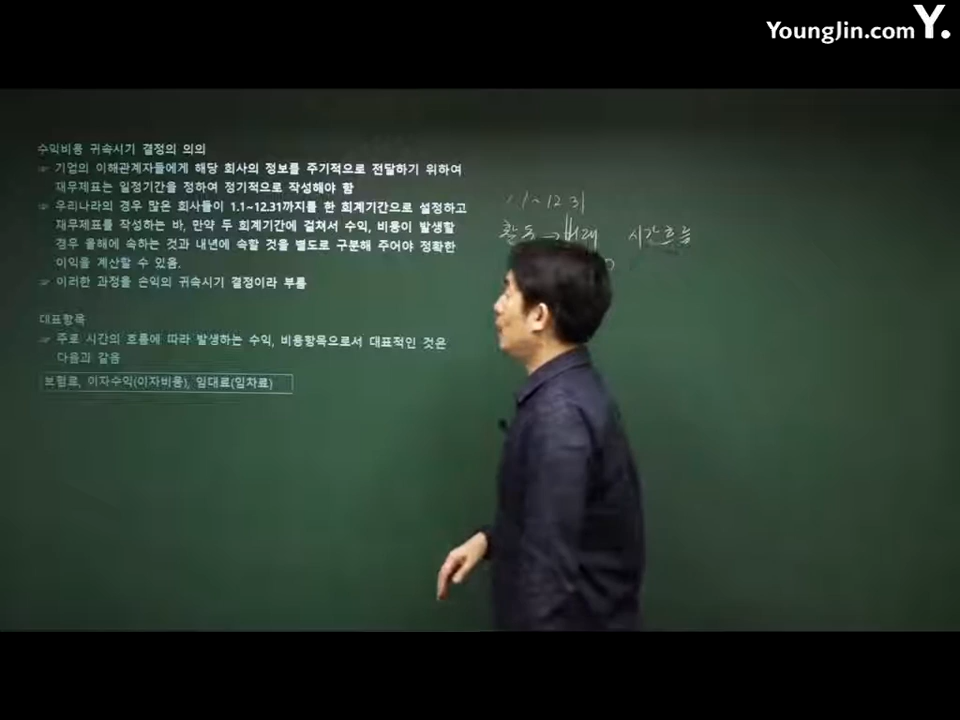 YoungJin.com Y.
수익비용 귀속시기 결정의 의의
☞ 기업의 이해관계자들에게 해당 회사의 정보를 주기적으로 전달하기 위하여
재무제표는 일정기간을 정하여 정기적으로 작성해야 함
☞ 우리나라의 경우 많은 회사들이 1.1~12.31까지를 한 회계기간으로 설정하고
재무제표를 작성하는 바, 만약 두 회계기간에 걸쳐서 수익, 비용이 발생할
경우 올해에 속하는 것과 내년에 속할 것을 별도로 구분해 주어야 정확한
이익을 계산할 수 있음.
☞ 이러한 과정을 손익의 귀속시기 결정이라 부름
대표항목
☞ 주로 시간의 흐름에 따라 발생하는 수익, 비용항목으로서 대표적인 것은
다음과 같음
보험료, 이자수익(이자비용), 임대료(임차료)
1.1~12.31
활동→거래 시간흐름